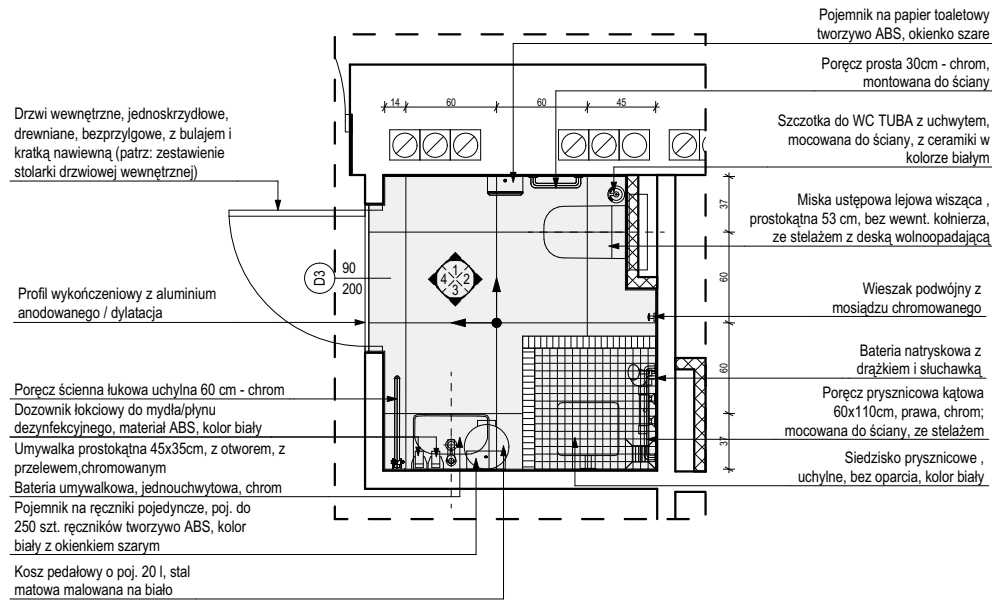 Drzwi wewnętrzne, jednoskrzydłowe,
drewniane, bezprzylgowe, z bulajem i
kratką nawiewną (patrz: zestawienie
stolarki drzwiowej wewnętrznej)
Profil wykończeniowy z aluminium
anodowanego / dylatacja
Poręcz ścienna łukowa uchylna 60 cm - chrom
Dozownik łokciowy do mydła/płynu
dezynfekcyjnego, materiał ABS, kolor biały
Umywalka prostokątna 45x35cm, z otworem, z
przelewem,chromowanym
Bateria umywalkowa, jednouchwytowa, chrom
Pojemnik na ręczniki pojedyncze, poj. do
250 szt. ręczników tworzywo ABS, kolor
biały z okienkiem szarym
Kosz pedałowy o poj. 20 l, stal
matowa malowana na biało
14
60
60
45
D3
90
200
1
4
2
3
37
60
60
37
Pojemnik na papier toaletowy
tworzywo ABS, okienko szare
Poręcz prosta 30cm - chrom,
montowana do ściany
Szczotka do WC TUBA z uchwytem,
mocowana do ściany, z ceramiki w
kolorze białym
Miska ustępowa lejowa wisząca ,
prostokątna 53 cm, bez wewnt. kołnierza,
ze stelażem z deską wolnoopadającą
Wieszak podwójny z
mosiądzu chromowanego
Bateria natryskowa z
drążkiem i słuchawką
Poręcz prysznicowa kątowa
60x110cm, prawa, chrom;
mocowana do ściany, ze stelażem
Siedzisko prysznicowe ,
uchylne, bez oparcia, kolor biały